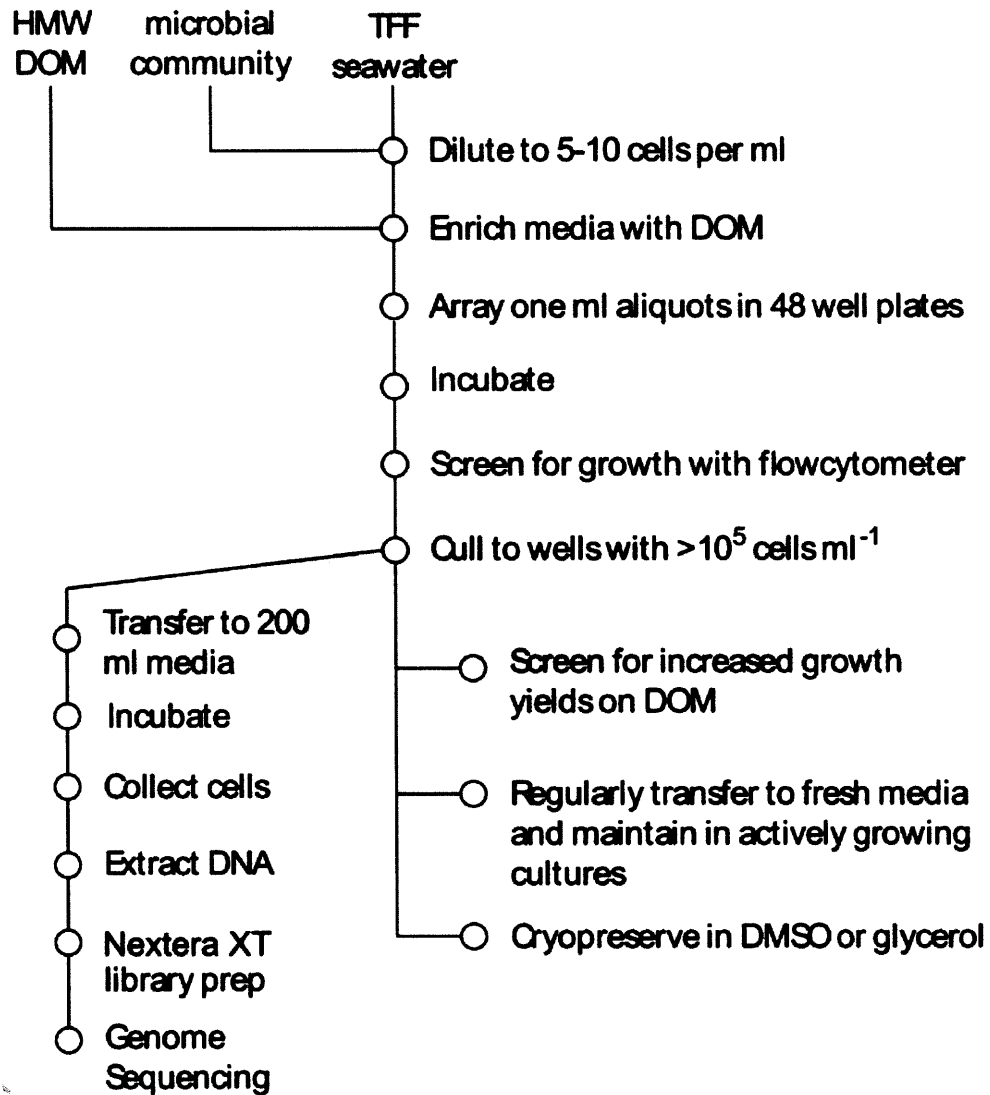 HMW
DOM
microbial
community
TFF
seawater
Dilute to 5-10 cells per ml
Enrich media with DOM
Array one ml aliquots in 48 well plates
Incubate
Screen for growth with flowcytometer
Cull to wells with >10⁵ cells ml⁻¹
Transfer to 200
ml media
Incubate
Collect cells
Extract DNA
Nextera XT
library prep
Genome
Sequencing
Screen for increased growth
yields on DOM
Regularly transfer to fresh media
and maintain in actively growing
cultures
Cryopreserve in DMSO or glycerol